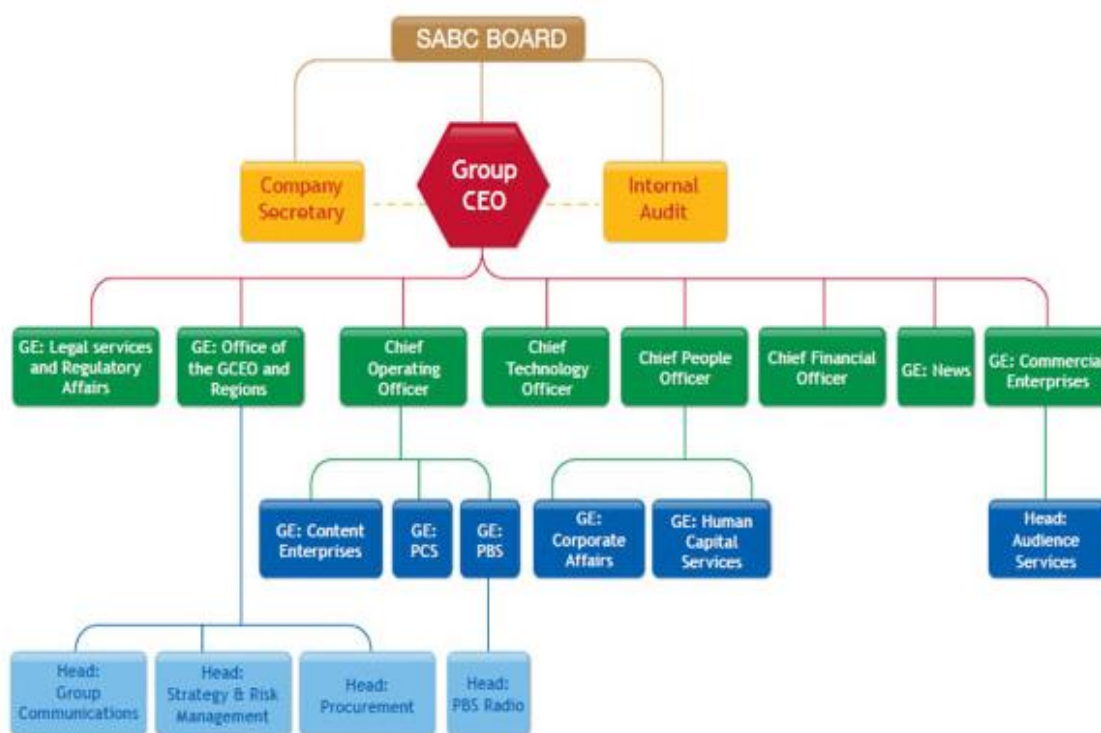 SABC BOARD
Company
Secretary
Group
CEO
Internal
Audit
GE: Legal services
and Regulatory
Affairs
GE: Office of
the GCEO and
Regions
Chief
Operating
Officer
Chief
Technology
Officer
Chief People
Officer
Chief Financial
Officer
GE: News
GE: Commercial
Enterprises
GE: Content
Enterprises
GE:
PCS
GE:
PBS
GE:
Corporate
Affairs
GE: Human
Capital
Services
Head:
Audience
Services
Head:
Group
Communications
Head:
Strategy & Risk
Management
Head:
Procurement
Head:
PBS Radio